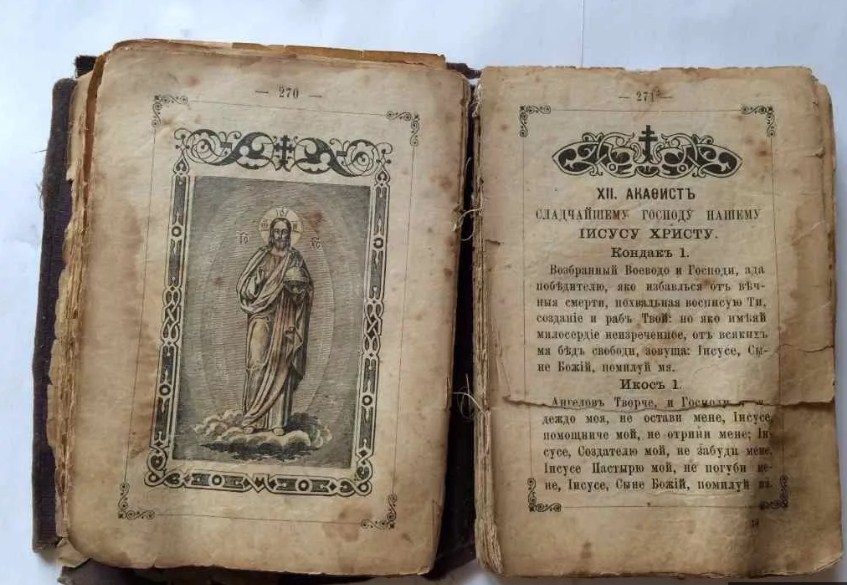 — 270 —
— 271 —
XII. АКАѲИСТЪ
СЛАДЧАЙШЕМУ ГОСПОДУ НАШЕМУ
ІИСУСУ ХРИСТУ.
Кондакъ 1.
Возбранный Воеводо и Господи, ада
побѣдителю, яко избавлься отъ вѣч-
ныя смерти, похвальная восписую Ти,
созданіе и рабъ Твой: но яко имѣяй
милосердіе неизреченное, отъ всякихъ
мя бѣдъ свободи, зовуща: Іисусе, Сы-
не Божій, помилуй мя.
Икосъ 1.
Ангеловъ Творче, и Господи
деждо моя, не остави мене, Іисусе,
помощниче мой, не отрини мене; Іи-
сусе, Создателю мой, не забуди мене.
Іисусе Пастырю мой, не погуби ме-
не, Іисусе, Сыне Божій, помилуй мя.